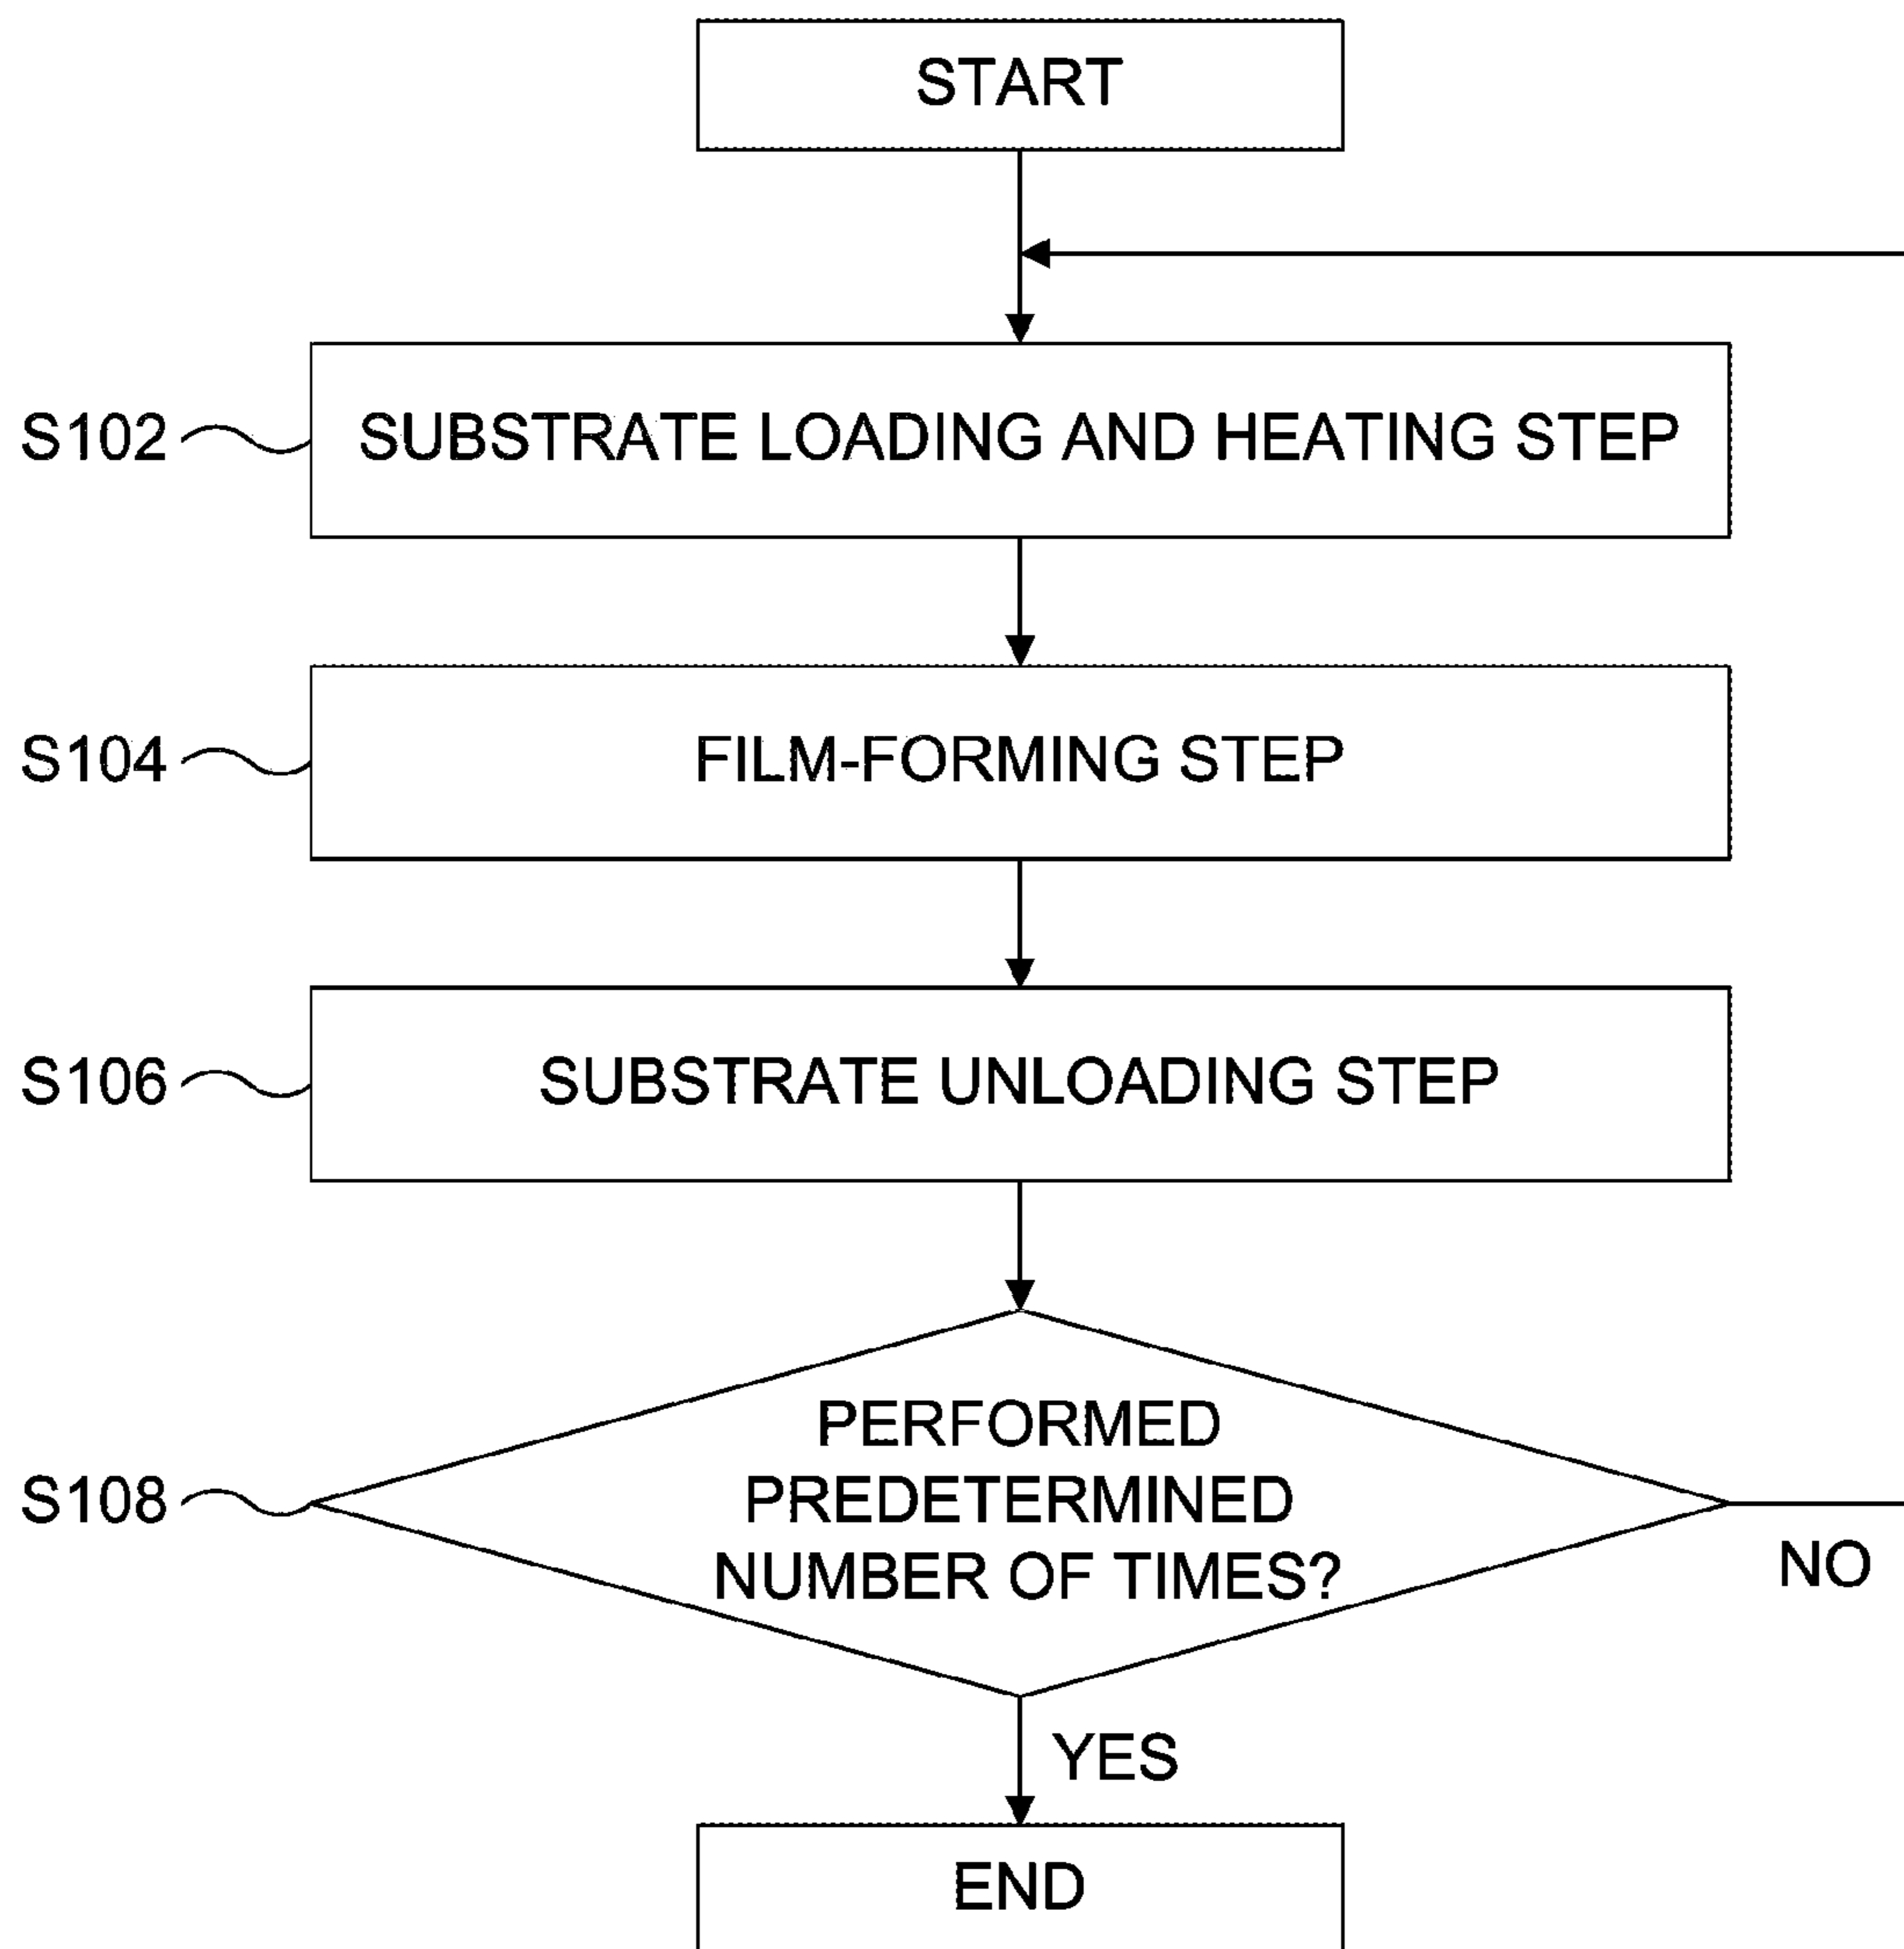 START
S102 SUBSTRATE LOADING AND HEATING STEP
S104 FILM-FORMING STEP
S106 SUBSTRATE UNLOADING STEP
S108
PERFORMED
PREDETERMINED
NUMBER OF TIMES?
NO
YES
END